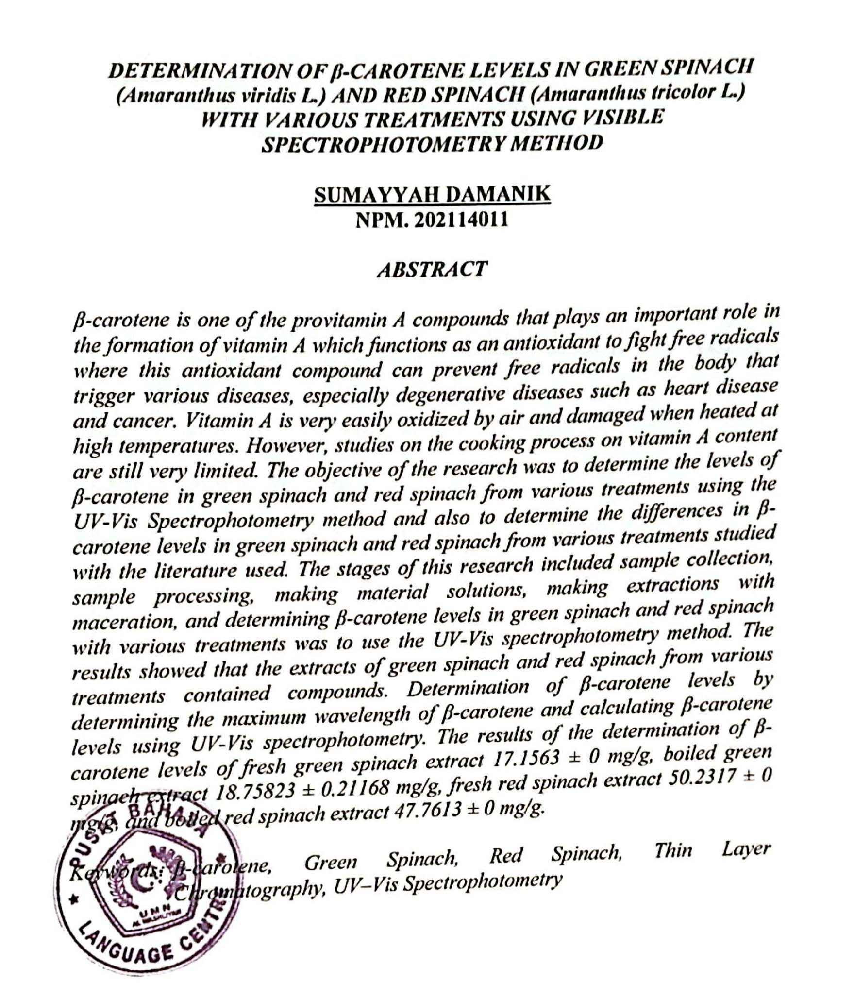 DETERMINATION OF β-CAROTENE LEVELS IN GREEN SPINACH
(Amaranthus viridis L.) AND RED SPINACH (Amaranthus tricolor L.)
WITH VARIOUS TREATMENTS USING VISIBLE
SPECTROPHOTOMETRY METHOD
SUMAYYAH DAMANIK
NPM. 202114011
ABSTRACT
β-carotene is one of the provitamin A compounds that plays an important role in
the formation of vitamin A which functions as an antioxidant to fight free radicals
where this antioxidant compound can prevent free radicals in the body that
trigger various diseases, especially degenerative diseases such as heart disease
and cancer. Vitamin A is very easily oxidized by air and damaged when heated at
high temperatures. However, studies on the cooking process on vitamin A content
are still very limited. The objective of the research was to determine the levels of
β-carotene in green spinach and red spinach from various treatments using the
UV-Vis Spectrophotometry method and also to determine the differences in β-
carotene levels in green spinach and red spinach from various treatments studied
with the literature used. The stages of this research included sample collection,
sample processing, making material solutions, making extractions with
maceration, and determining β-carotene levels in green spinach and red spinach
with various treatments was to use the UV-Vis spectrophotometry method. The
results showed that the extracts of green spinach and red spinach from various
treatments contained compounds. Determination of β-carotene levels by
determining the maximum wavelength of β-carotene and calculating β-carotene
levels using UV-Vis spectrophotometry. The results of the determination of β-
carotene levels of fresh green spinach extract 17.1563 ± 0 mg/g, boiled green
spinach extract 18.75823 ± 0.21168 mg/g, fresh red spinach extract 50.2317 ± 0
mg/g, and boiled red spinach extract 47.7613 ± 0 mg/g.
Keywords: β-carotene, Green Spinach, Red Spinach, Thin Layer
Chromatography, UV–Vis Spectrophotometry
PUSAT BAHASA
UMN
AL WASHLIYAH
LANGUAGE CENTRE